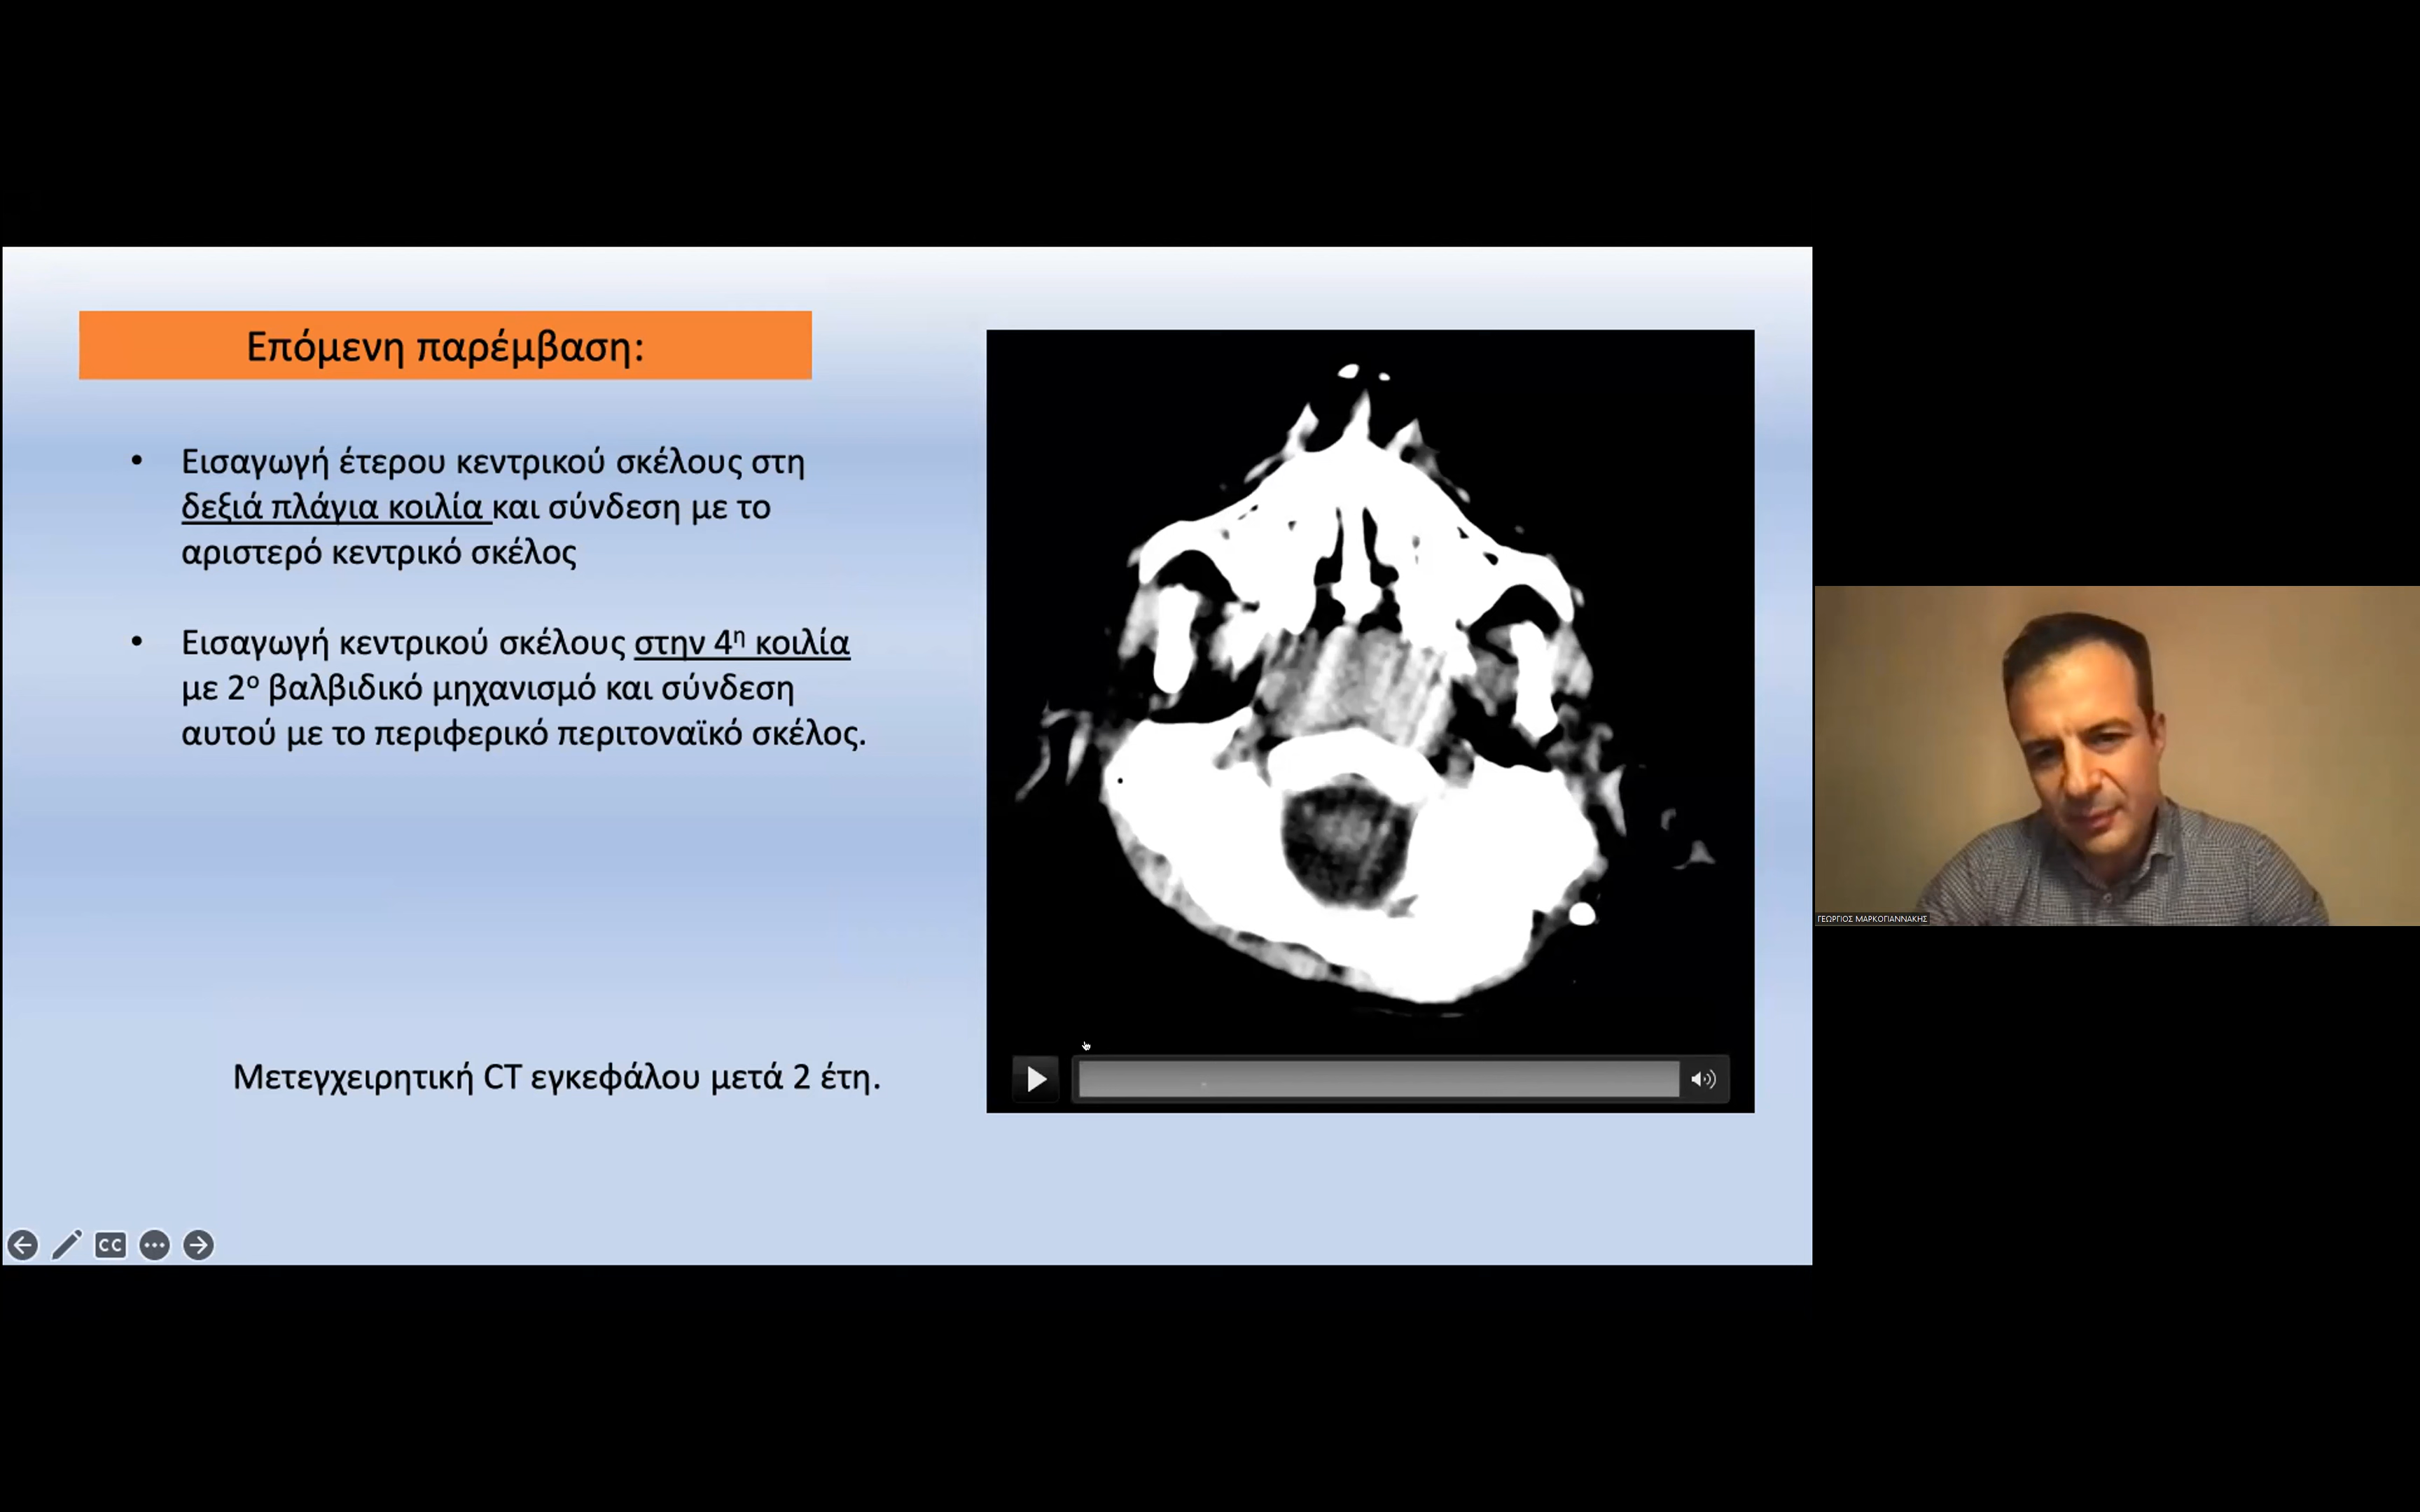 Επόμενη παρέμβαση:
• Εισαγωγή έτερου κεντρικού σκέλους στη
δεξιά πλάγια κοιλία και σύνδεση με το
αριστερό κεντρικό σκέλος
• Εισαγωγή κεντρικού σκέλους στην 4η κοιλία
με 2ο βαλβιδικό μηχανισμό και σύνδεση
αυτού με το περιφερικό περιτοναϊκό σκέλος.
Μετεγχειρητική CT εγκεφάλου μετά 2 έτη.
CC
ΓΕΩΡΓΙΟΣ ΜΑΡΚΟΓΙΑΝΝΑΚΗΣ